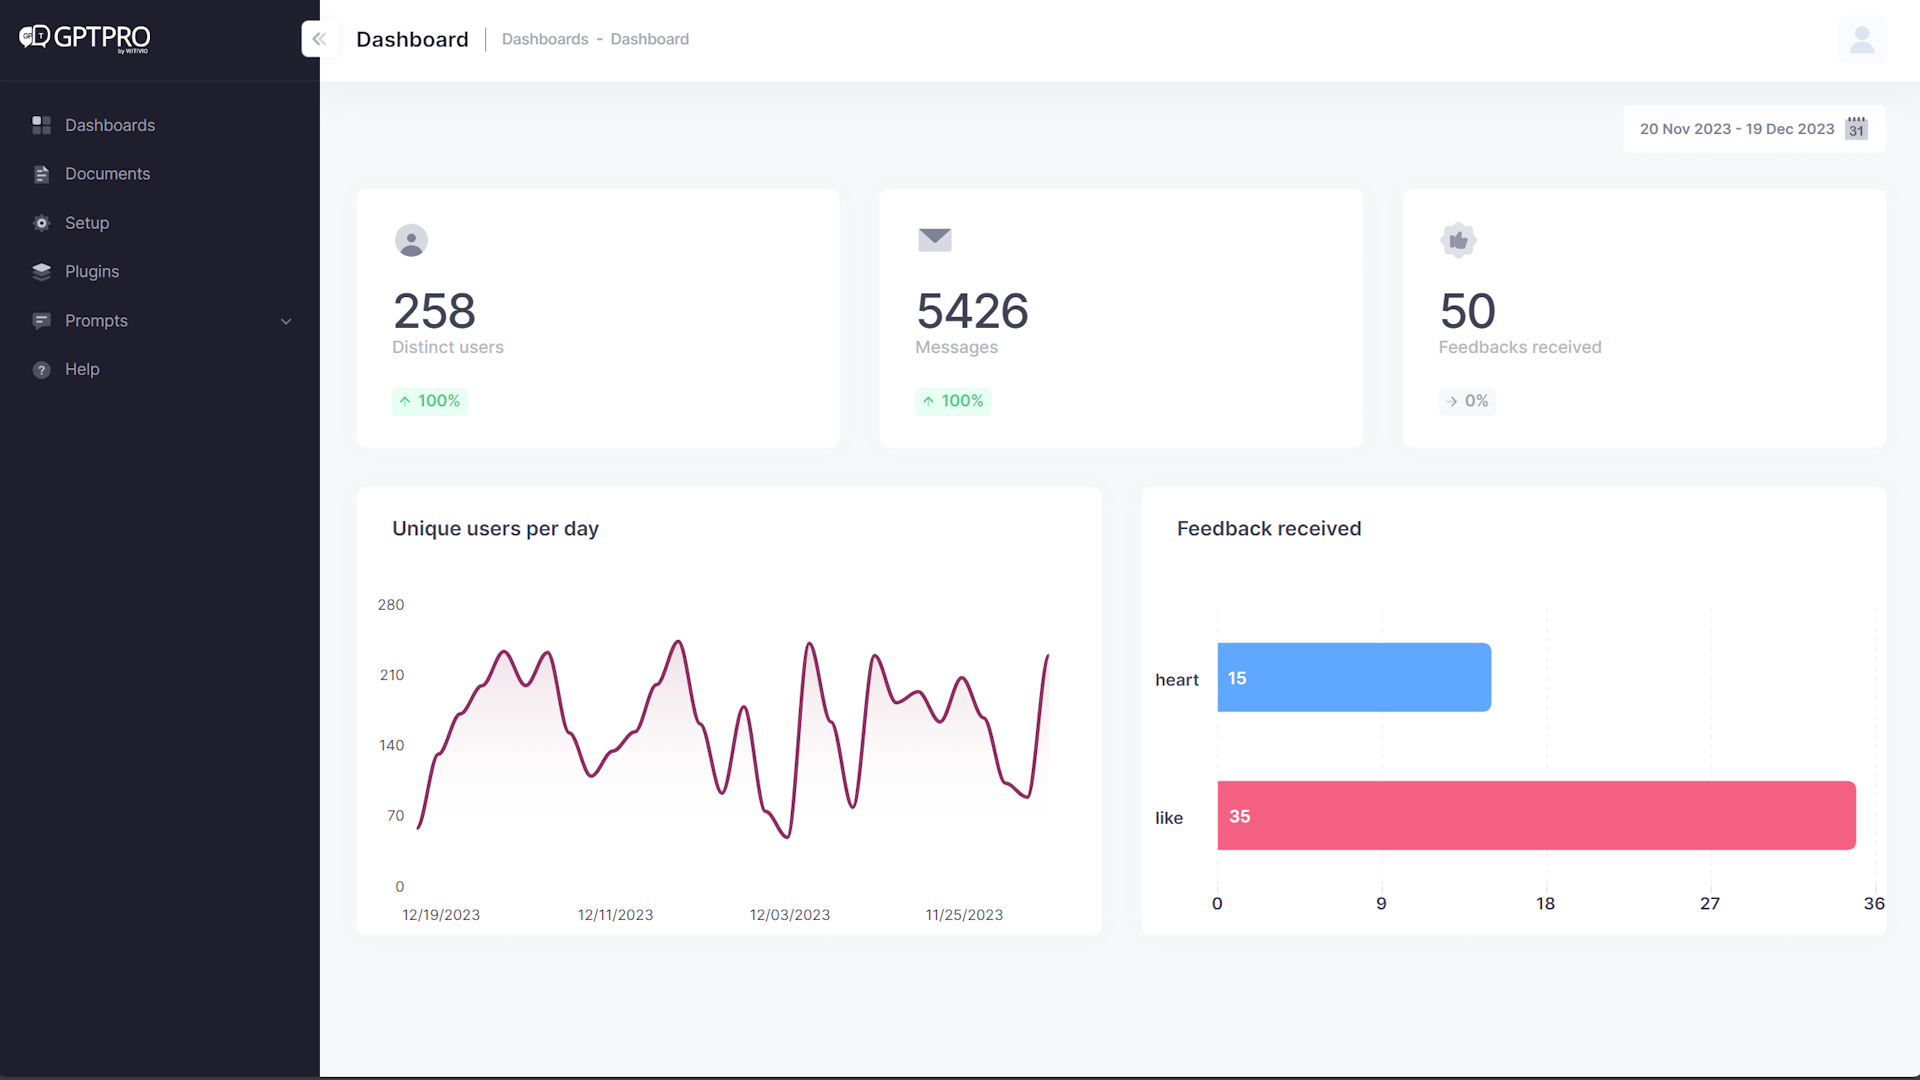 GPTPRO
by WITIVIO
Dashboards
Documents
Setup
Plugins
Prompts
? Help
Dashboard
Dashboards - Dashboard
20 Nov 2023 - 19 Dec 2023 31
258
Distinct users
↑ 100%
5426
Messages
↑ 100%
50
Feedbacks received
→ 0%
Unique users per day
280
210
140
70
0
12/19/2023 12/11/2023 12/03/2023 11/25/2023
Feedback received
heart 15
like 35
0 9 18 27 36